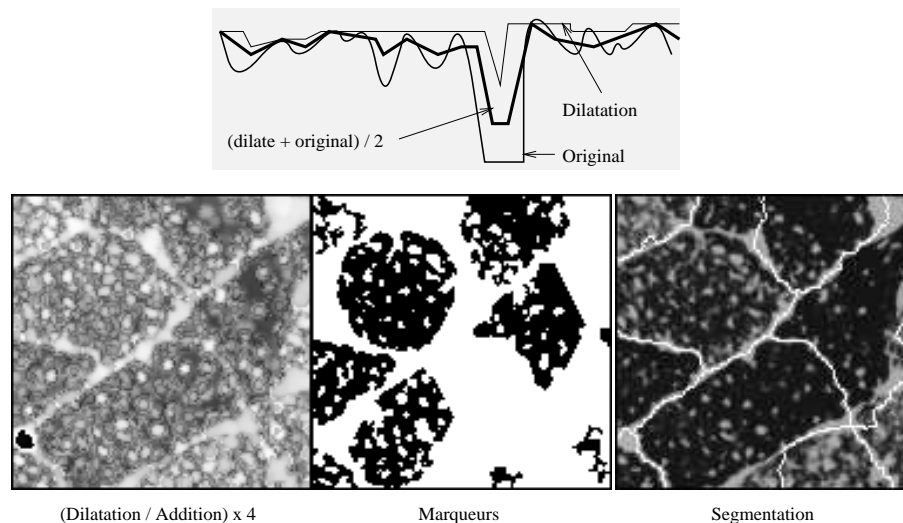 Dilatation
(dilate + original) / 2
Original
(Dilatation / Addition) x 4
Marqueurs
Segmentation